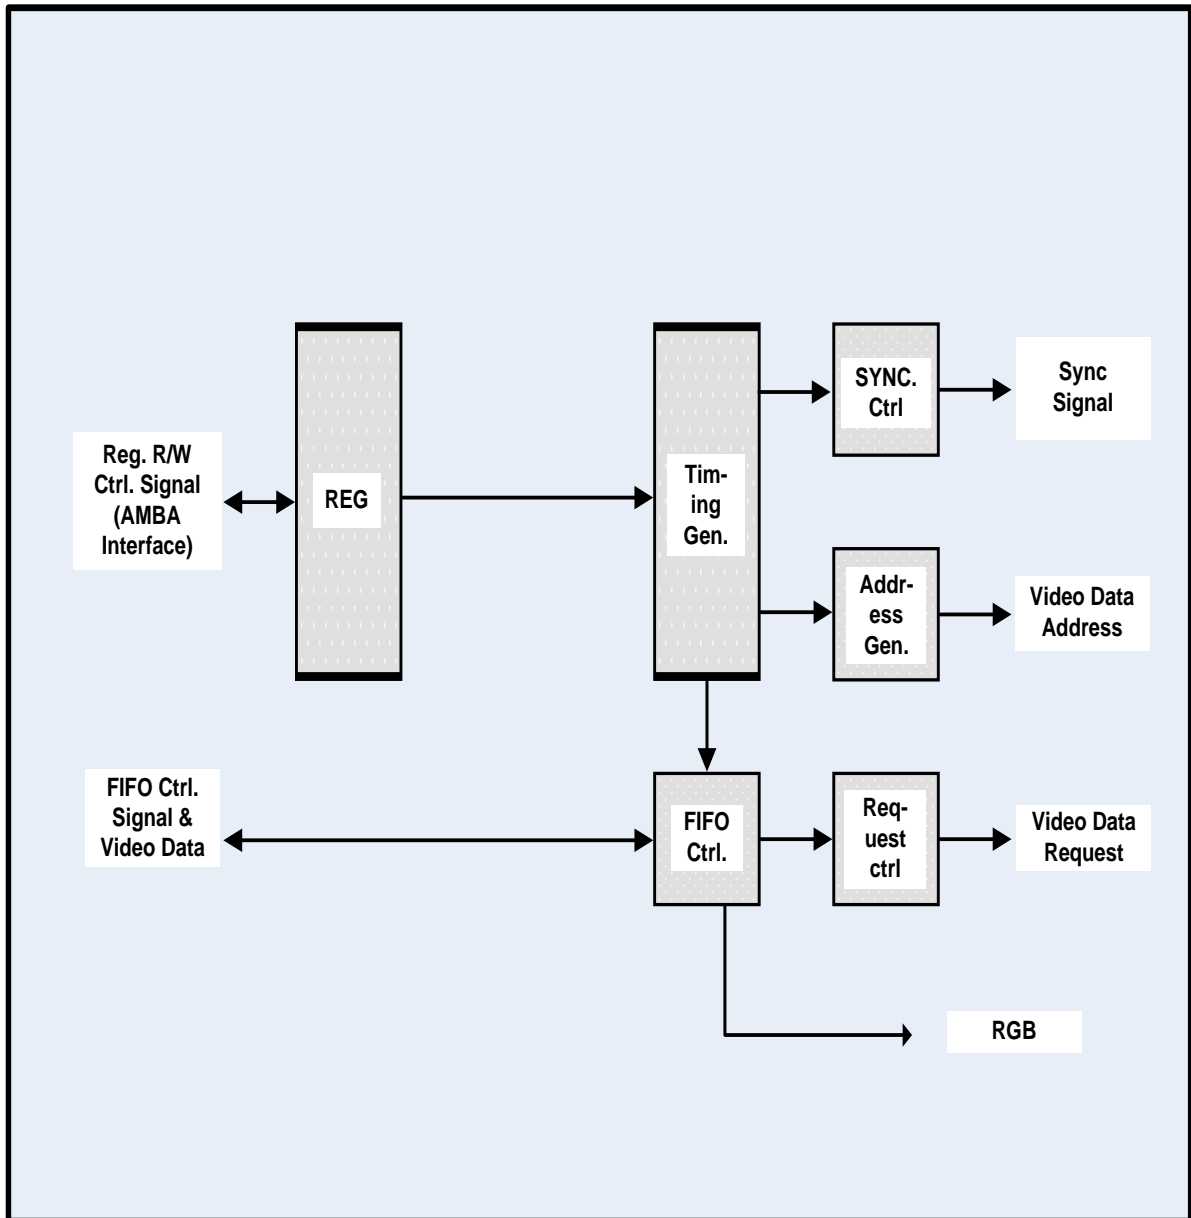 SYNC.
Ctrl
Sync
Signal
Reg. R/W
Ctrl. Signal
(AMBA
Interface)
REG
Tim-
ing
Gen.
Addr-
ess
Gen.
Video Data
Address
FIFO Ctrl.
Signal &
Video Data
FIFO
Ctrl.
Req-
uest
ctrl
Video Data
Request
RGB